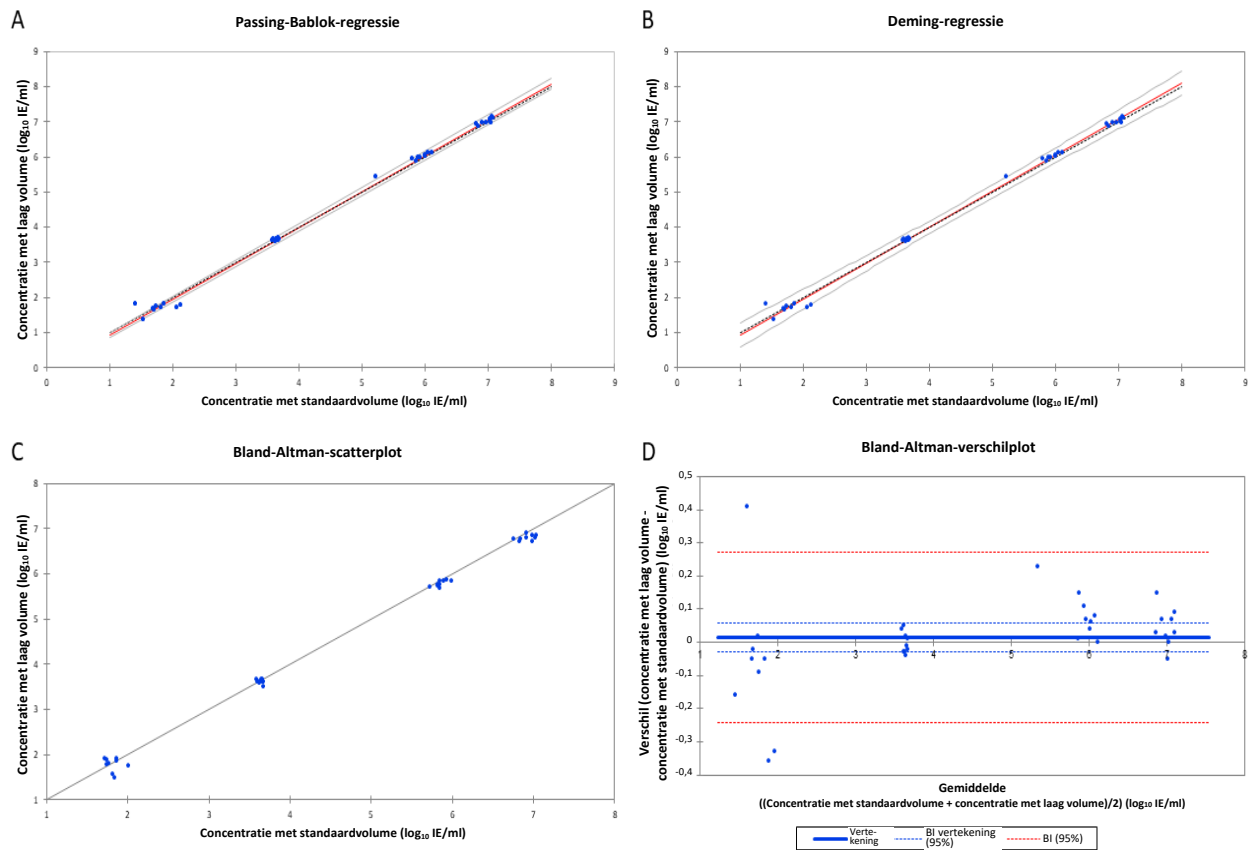 A
Passing-Bablok-regressie
Concentratie met laag volume (log₁₀ IE/ml)
9
8
7
6
5
4
3
2
1
0
0 1 2 3 4 5 6 7 8 9
Concentratie met standaardvolume (log₁₀ IE/ml)
B
Deming-regressie
Concentratie met laag volume (log₁₀ IE/ml)
9
8
7
6
5
4
3
2
1
0
0 1 2 3 4 5 6 7 8 9
Concentratie met standaardvolume (log₁₀ IE/ml)
C
Bland-Altman-scatterplot
Concentratie met laag volume (log₁₀ IE/ml)
8
7
6
5
4
3
2
1
1 2 3 4 5 6 7 8
Concentratie met standaardvolume (log₁₀ IE/ml)
D
Bland-Altman-verschilplot
Verschil (concentratie met laag volume -
concentratie met standaardvolume) (log₁₀ IE/ml)
0,5
0,4
0,3
0,2
0,1
0
-0,1
-0,2
-0,3
-0,4
1 2 3 4 5 6 7 8
Gemiddelde
((Concentratie met standaardvolume + concentratie met laag volume)/2) (log₁₀ IE/ml)
Verte-
kening
BI vertekening
(95%)
BI (95%)